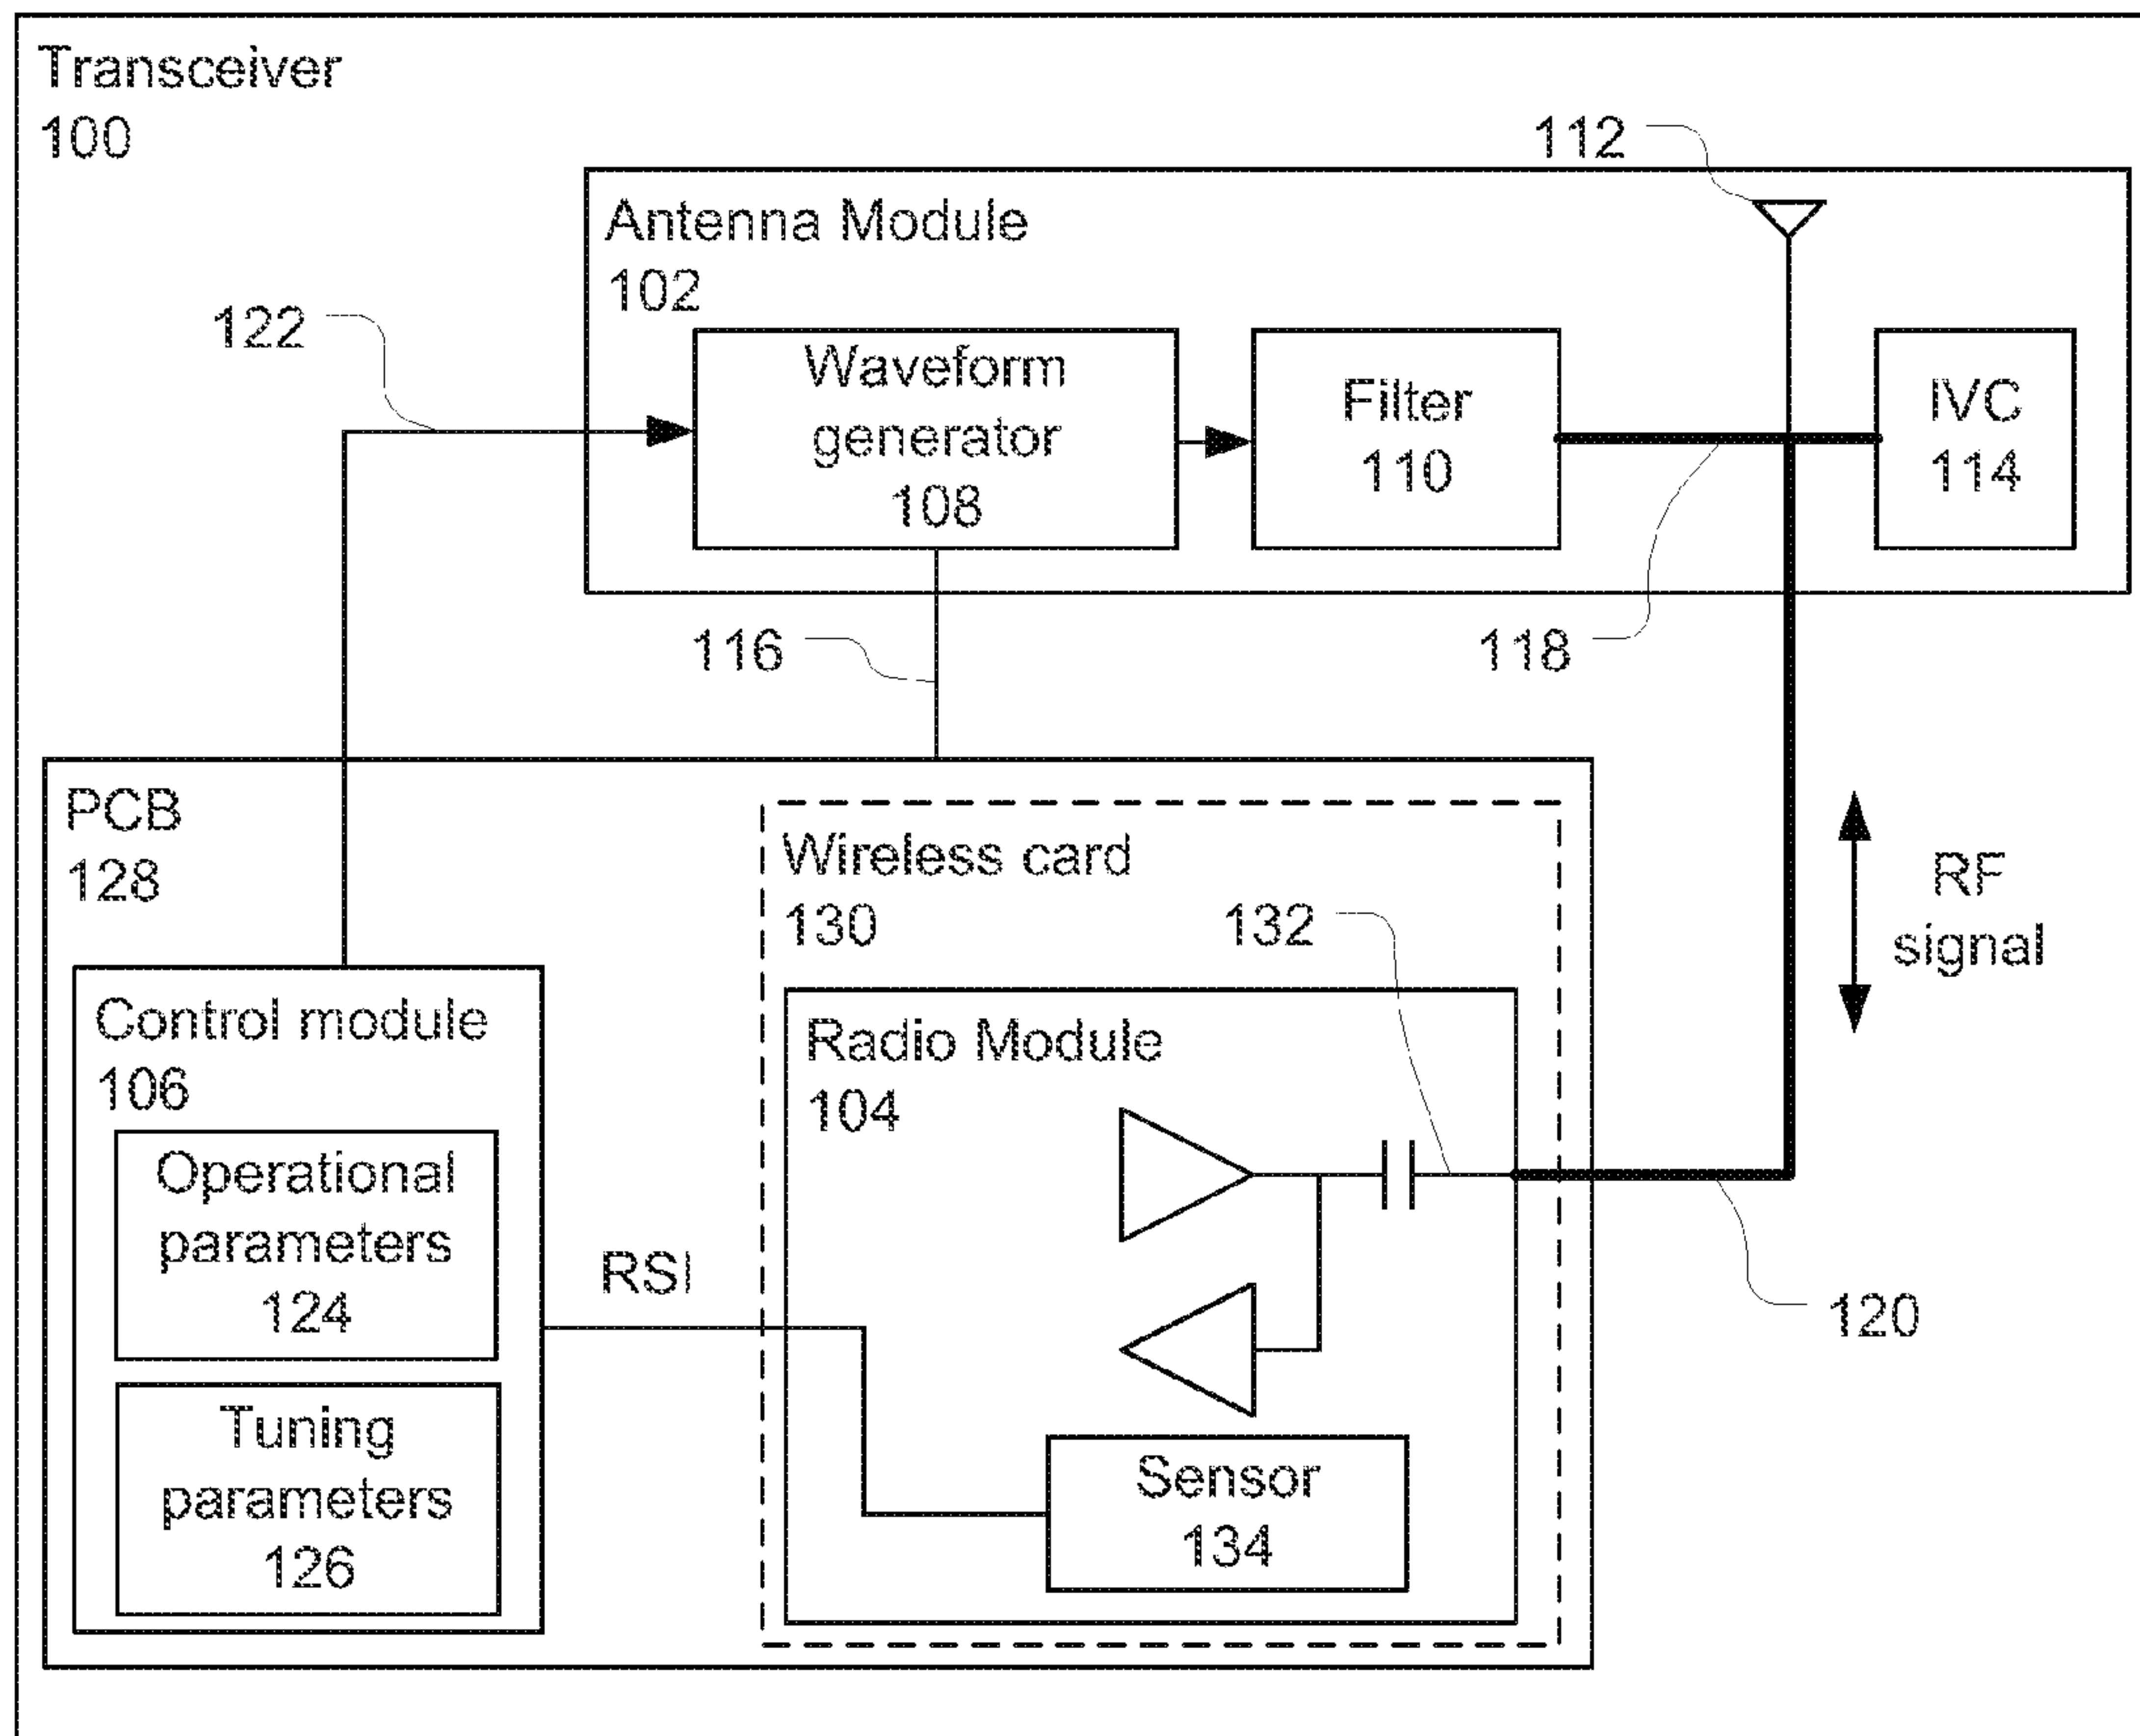 Transceiver
100
112
Antenna Module
102
122
Waveform
generator
108
Filter
110
IVC
114
116
118
PCB
128
Wireless card
130
132
RF
signal
Control module
106
Radio Module
104
Operational
parameters
124
RSI
120
Tuning
parameters
126
Sensor
134